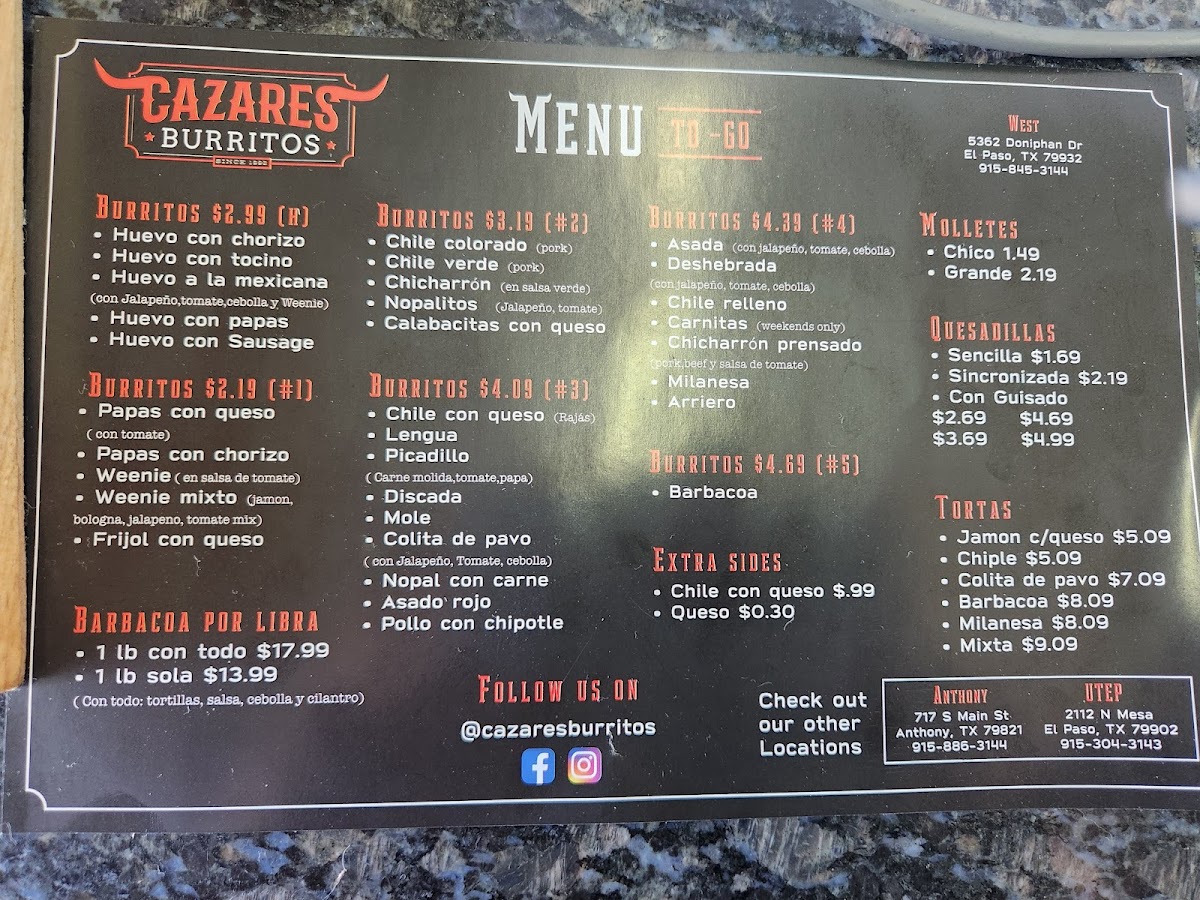 CAZARES
BURRITOS
SINCE 1992
MENU TO-GO
WEST
5362 Doniphan Dr
El Paso, TX 79932
915-845-3144
BURRITOS $2.99 (H)
• Huevo con chorizo
• Huevo con tocino
• Huevo a la mexicana
(con Jalapeño,tomate,cebolla y Weenie)
• Huevo con papas
• Huevo con Sausage
BURRITOS $2.19 (#1)
• Papas con queso
( con tomate)
• Papas con chorizo
• Weenie ( en salsa de tomate)
• Weenie mixto (jamon,
bologna, jalapeno, tomate mix)
• Frijol con queso
BARBACOA POR LIBRA
• 1 lb con todo $17.99
• 1 lb sola $13.99
( Con todo: tortillas, salsa, cebolla y cilantro)
BURRITOS $3.19 (#2)
• Chile colorado (pork)
• Chile verde (pork)
• Chicharrón (en salsa verde)
• Nopalitos (Jalapeño, tomate)
• Calabacitas con queso
BURRITOS $4.09 (#3)
• Chile con queso (Rajas)
• Lengua
• Picadillo
( Carne molida,tomate,papa)
• Discada
• Mole
• Colita de pavo
( con Jalapeño, Tomate, cebolla)
• Nopal con carne
• Asado rojo
• Pollo con chipotle
BURRITOS $4.39 (#4)
• Asada (con jalapeño, tomate, cebolla)
• Deshebrada
(con jalapeño, tomate, cebolla)
• Chile relleno
• Carnitas (weekends only)
• Chicharrón prensado
(pork,beef y salsa de tomate)
• Milanesa
• Arriero
BURRITOS $4.69 (#5)
• Barbacoa
EXTRA SIDES
• Chile con queso $.99
• Queso $0.30
MOLLETES
• Chico 1.49
• Grande 2.19
QUESADILLAS
• Sencilla $1.69
• Sincronizada $2.19
• Con Guisado
$2.69 $4.69
$3.69 $4.99
TORTAS
• Jamon c/queso $5.09
• Chiple $5.09
• Colita de pavo $7.09
• Barbacoa $8.09
• Milanesa $8.09
• Mixta $9.09
FOLLOW US ON
@cazaresburritos
Check out
our other
Locations
ANTHONY
717 S Main St
Anthony, TX 79821
915-886-3144
UTEP
2112 N Mesa
El Paso, TX 79902
915-304-3143